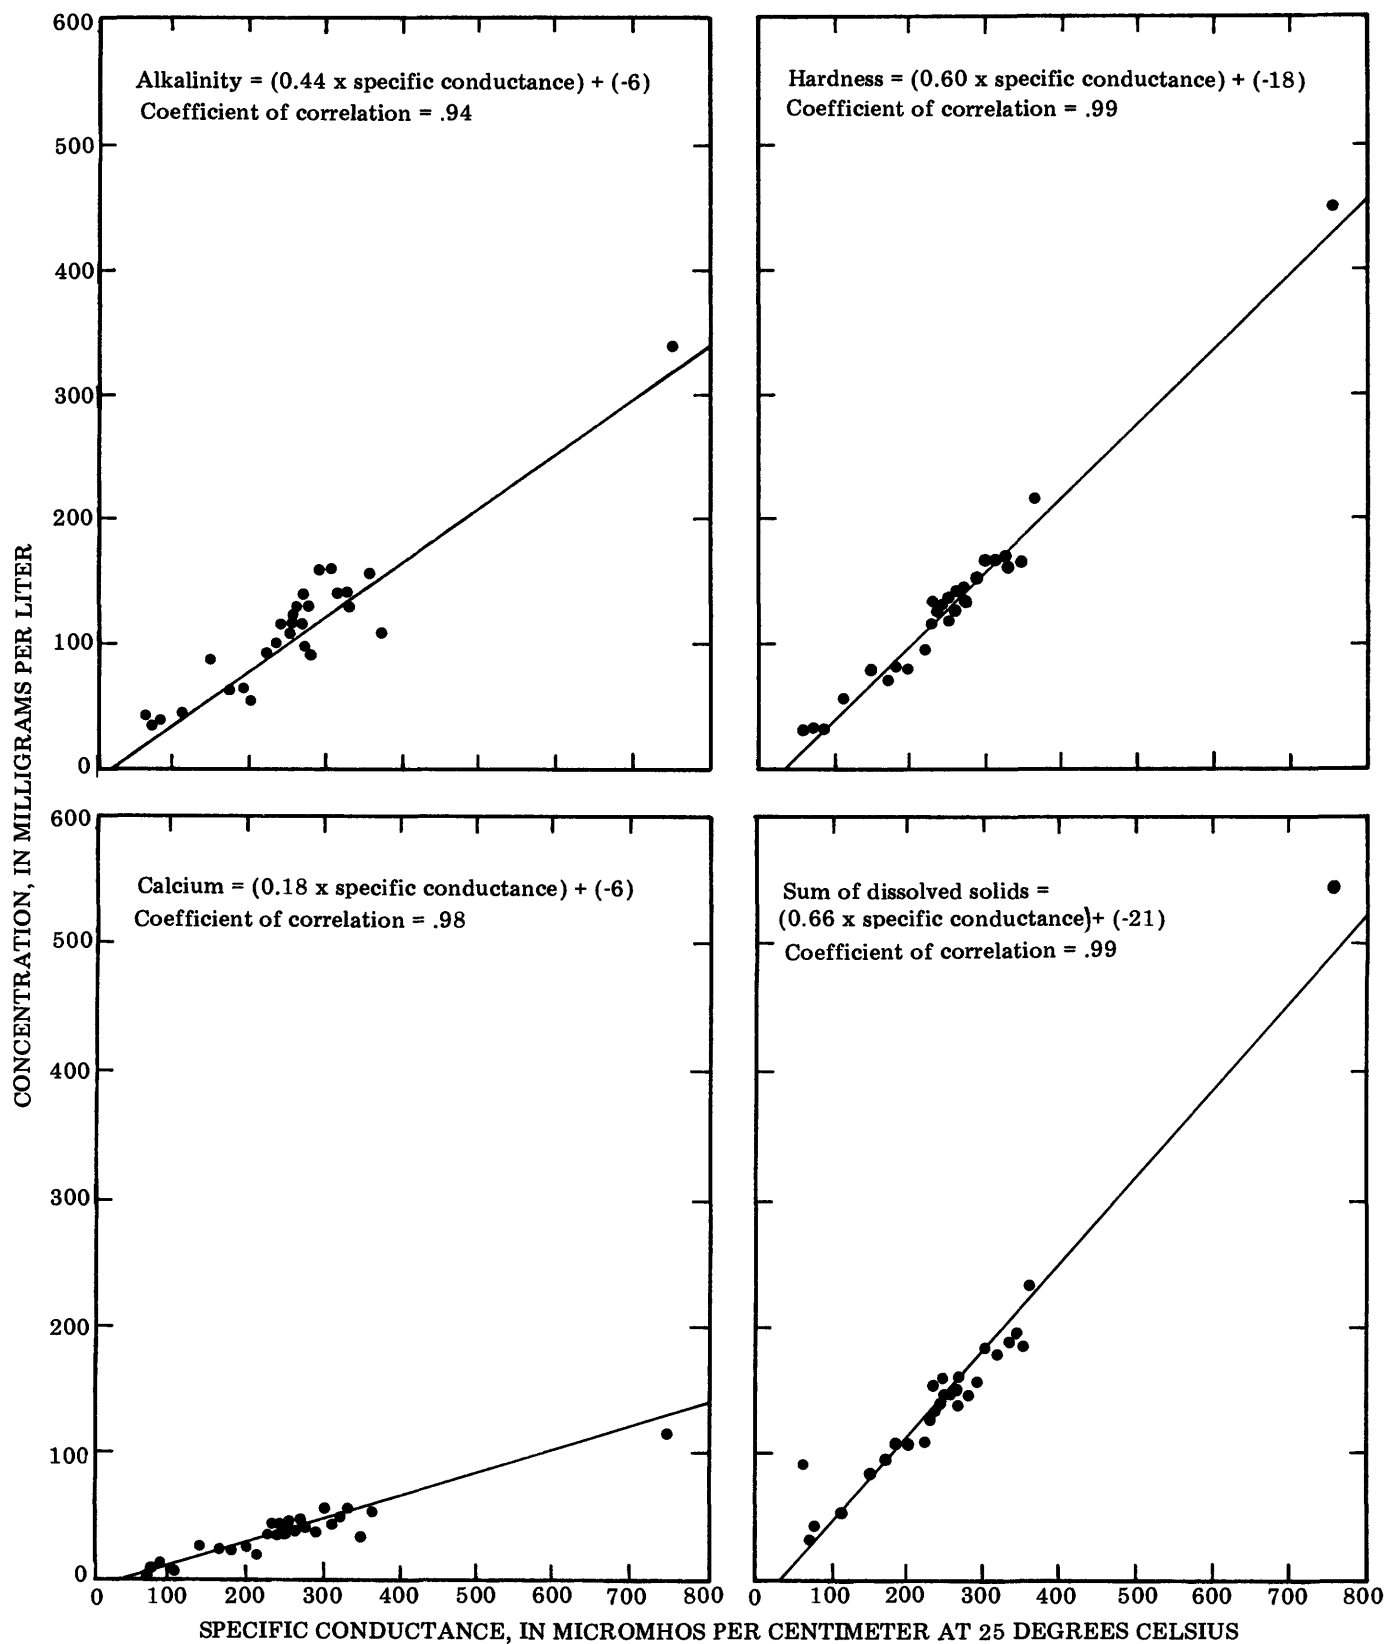 600
500
400
300
200
100
0
Alkalinity = (0.44 x specific conductance) + (-6)
Coefficient of correlation = .94
Hardness = (0.60 x specific conductance) + (-18)
Coefficient of correlation = .99
CONCENTRATION, IN MILLIGRAMS PER LITER
600
500
400
300
200
100
0
Calcium = (0.18 x specific conductance) + (-6)
Coefficient of correlation = .98
Sum of dissolved solids =
(0.66 x specific conductance)+ (-21)
Coefficient of correlation = .99
0 100 200 300 400 500 600 700 800
0 100 200 300 400 500 600 700 800
SPECIFIC CONDUCTANCE, IN MICROMHOS PER CENTIMETER AT 25 DEGREES CELSIUS